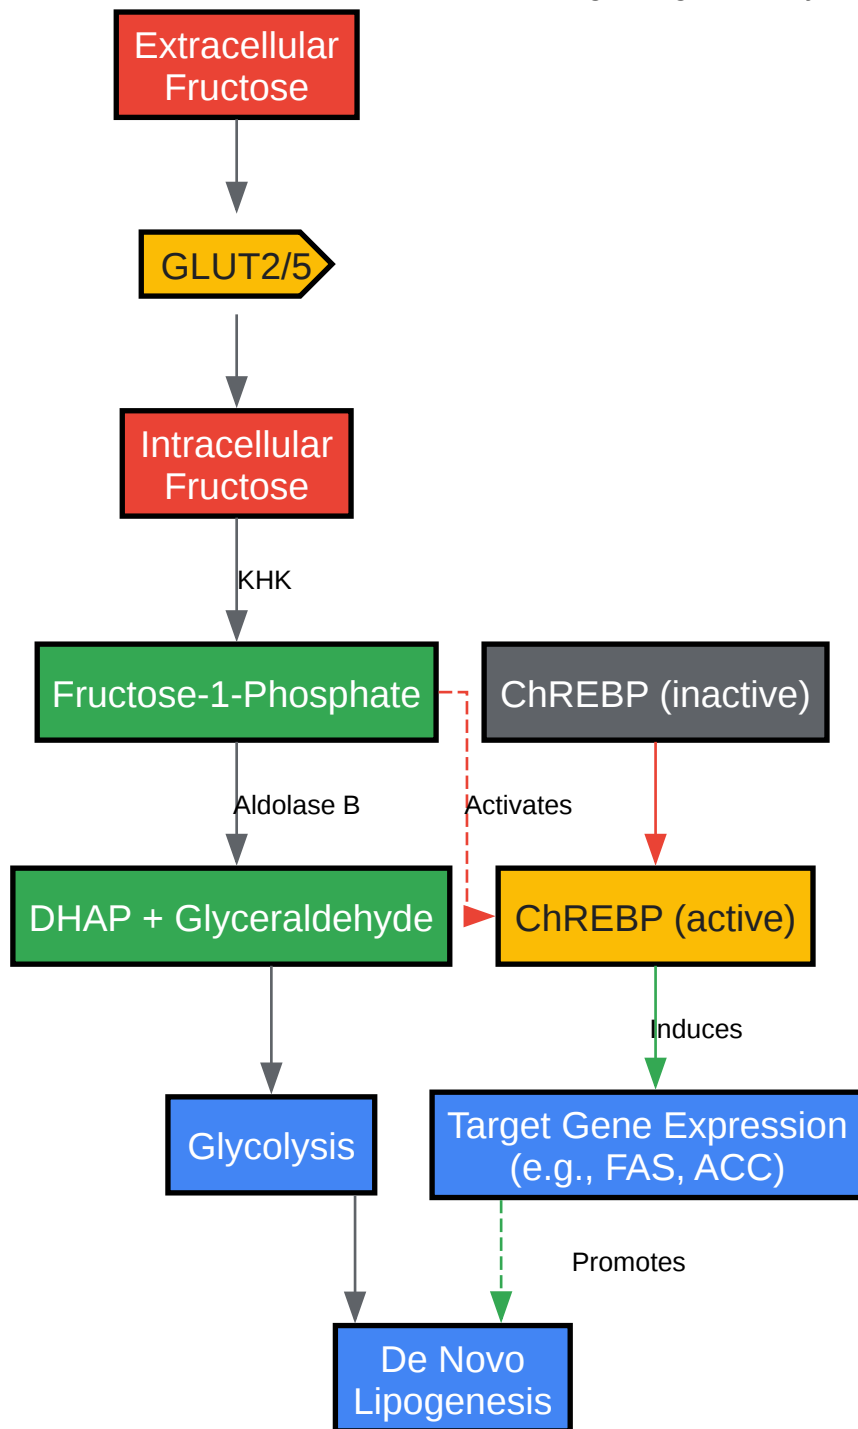 Extracellular
Fructose
GLUT2/5
Intracellular
Fructose
KHK
Fructose-1-Phosphate
ChREBP (inactive)
Aldolase B
Activates
DHAP + Glyceraldehyde
ChREBP (active)
Induces
Glycolysis
Target Gene Expression
(e.g., FAS, ACC)
Promotes
De Novo
Lipogenesis